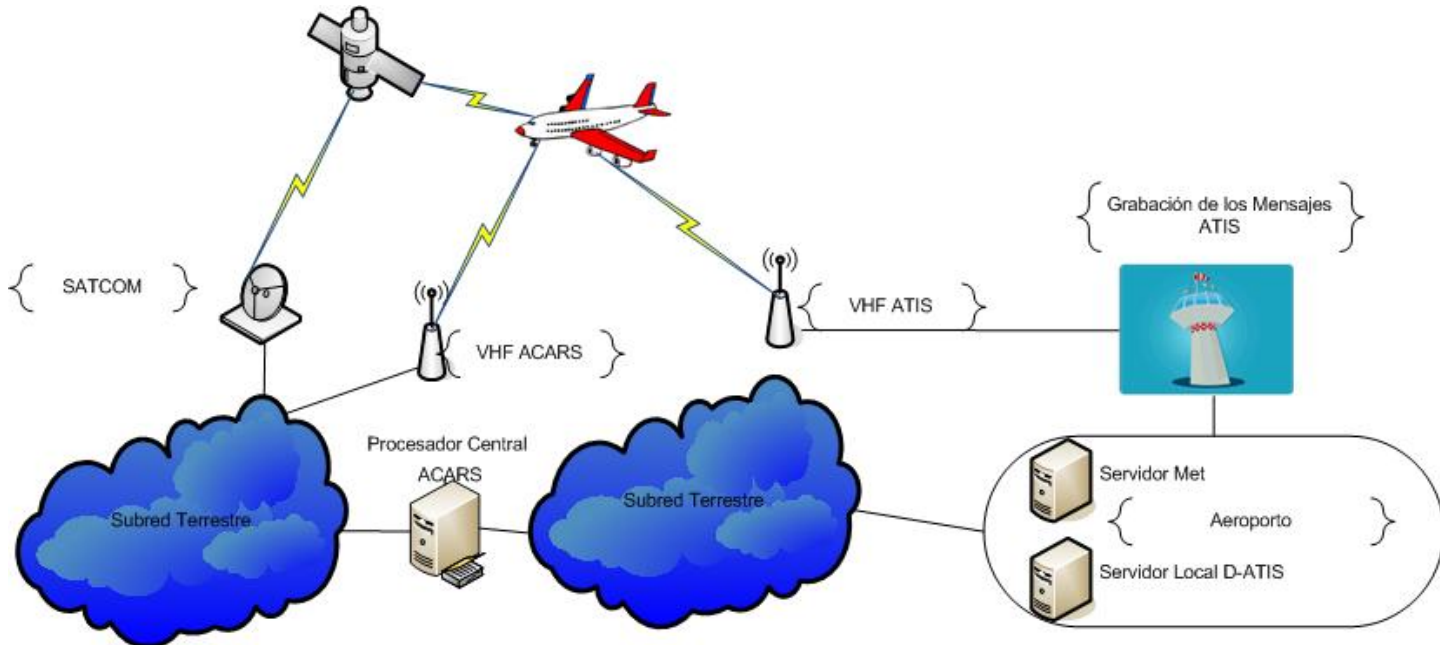 Grabación de los Mensajes
ATIS
SATCOM
VHF ATIS
VHF ACARS
Procesador Central
ACARS
Subred Terrestre
Subred Terrestre
Servidor Met
Aeroporto
Servidor Local D-ATIS